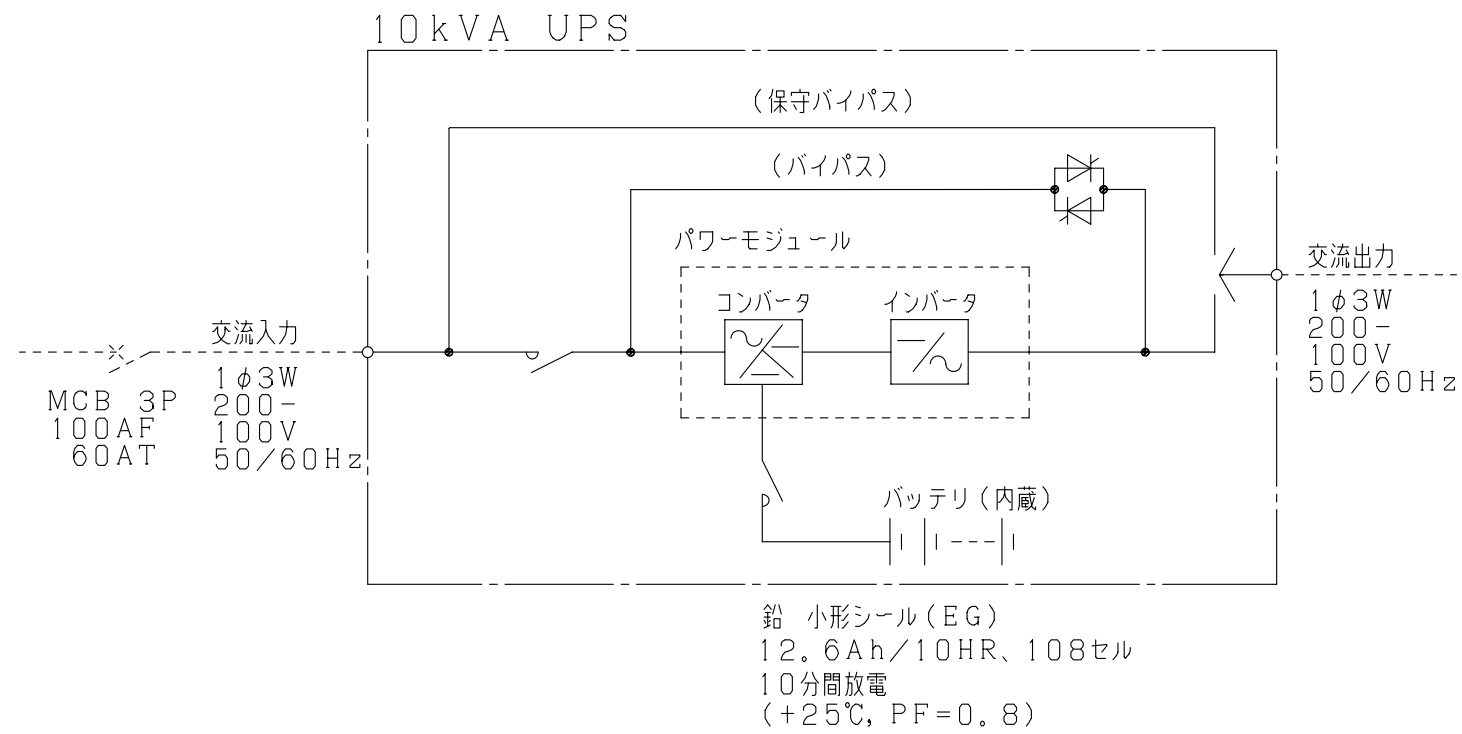 10kVA UPS
（保守バイパス）
（バイパス）
パワーモジュール
コンバータ
インバータ
交流出力
1φ3W
200-
100V
50/60Hz
交流入力
1φ3W
200-
100V
50/60Hz
MCB 3P
100AF
60AT
バッテリ（内蔵）
鉛 小形シール（EG）
12．6Ah/10HR、108セル
10分間放電
（+25℃, PF=0．8）